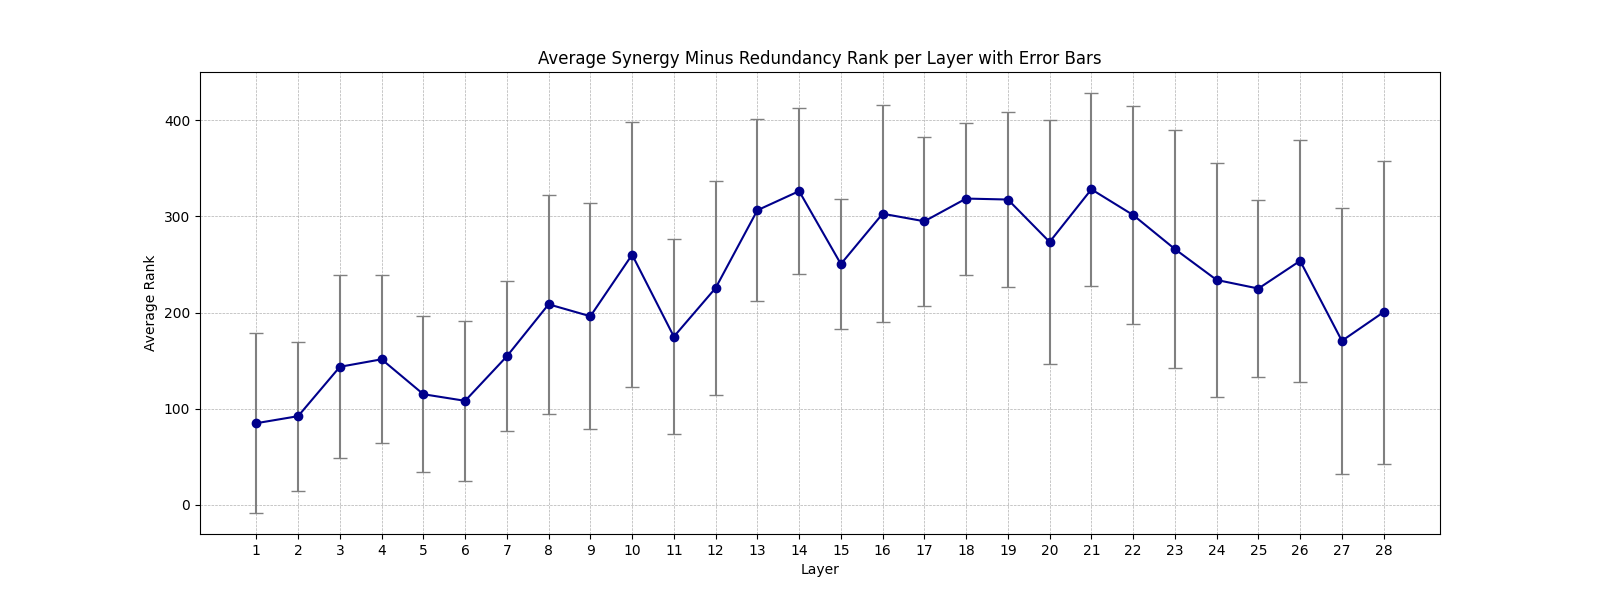 Average Synergy Minus Redundancy Rank per Layer with Error Bars
400
300
200
100
0
Average Rank
1 2 3 4 5 6 7 8 9 10 11 12 13 14 15 16 17 18 19 20 21 22 23 24 25 26 27 28
Layer